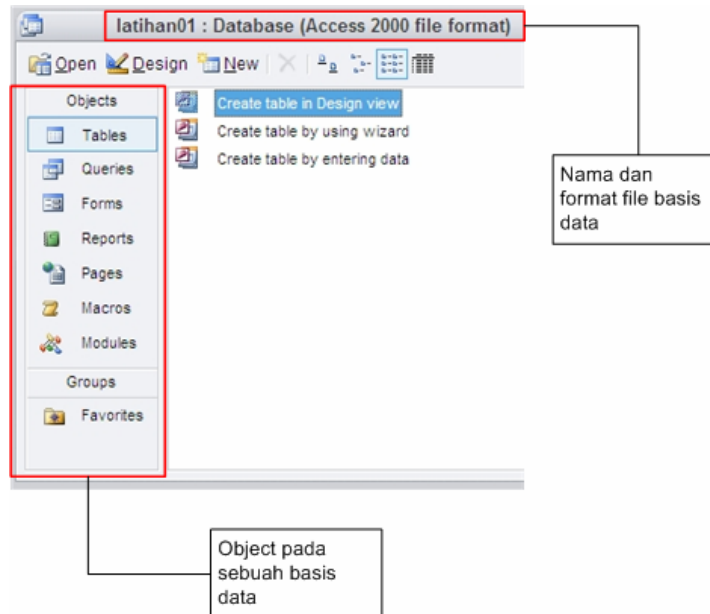 latihan01 : Database (Access 2000 file format)
Open Design New
Objects
Tables
Queries
Forms
Reports
Pages
Macros
Modules
Groups
Favorites
Create table in Design view
Create table by using wizard
Create table by entering data
Nama dan
format file basis
data
Object pada
sebuah basis
data